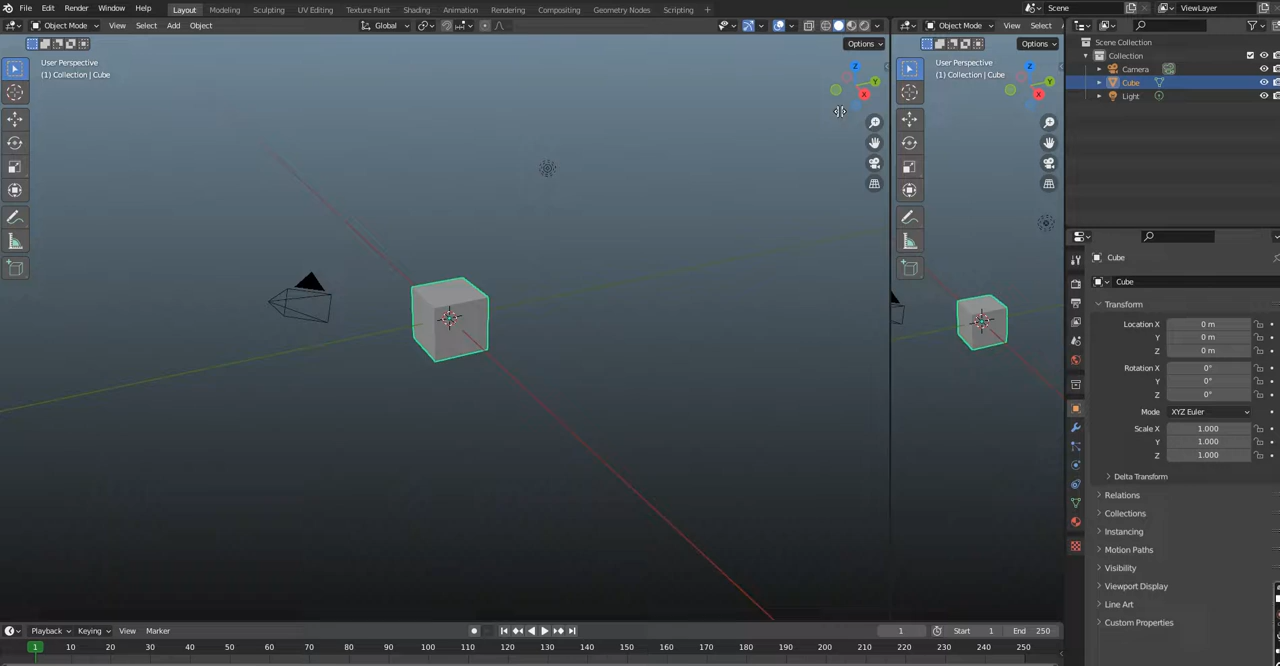 File Edit Render Window Help Layout Modeling Sculpting UV Editing Texture Paint Shading Animation Rendering Compositing Geometry Nodes Scripting + Scene ViewLayer
Object Mode View Select Add Object Global Object Mode View Select
Options Options
User Perspective
(1) Collection | Cube
Z
Y
X
User Perspective
(1) Collection | Cube
Z
Y
X
Scene Collection
Collection
Camera
Cube
Light
Cube
Cube
Transform
Location X 0 m
Y 0 m
Z 0 m
Rotation X 0°
Y 0°
Z 0°
Mode XYZ Euler
Scale X 1.000
Y 1.000
Z 1.000
Delta Transform
Relations
Collections
Instancing
Motion Paths
Visibility
Viewport Display
Line Art
Custom Properties
Playback Keying View Marker 1 Start 1 End 250
1 10 20 30 40 50 60 70 80 90 100 110 120 130 140 150 160 170 180 190 200 210 220 230 240 250